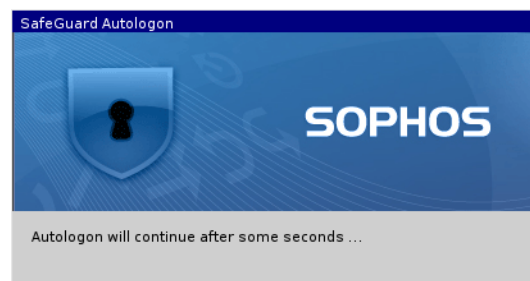 SafeGuard Autologon
SOPHOS
Autologon will continue after some seconds ...